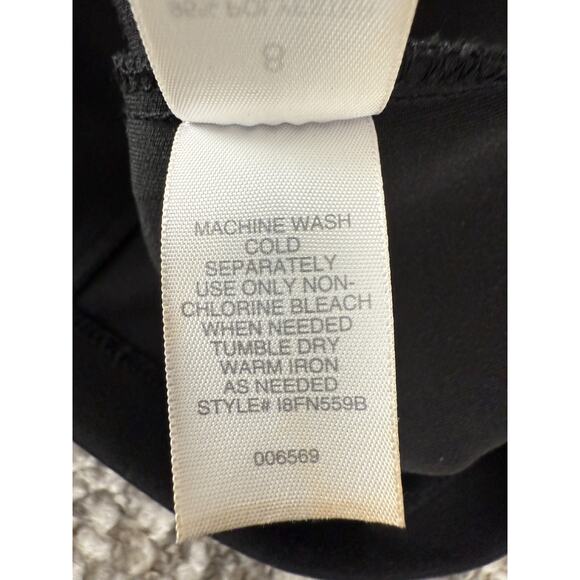 8
MACHINE WASH
COLD
SEPARATELY
USE ONLY NON-
CHLORINE BLEACH
WHEN NEEDED
TUMBLE DRY
WARM IRON
AS NEEDED
STYLE# I8FN559B
006569